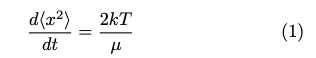 d⟨x²⟩/dt = 2kT/μ (1)